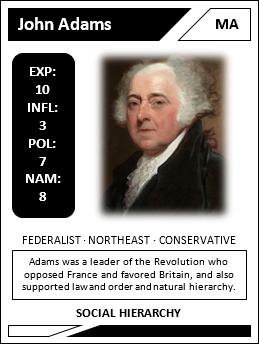 John Adams MA
EXP:
10
INFL:
3
POL:
7
NAM:
8
FEDERALIST · NORTHEAST · CONSERVATIVE
Adams was a leader of the Revolution who
opposed France and favored Britain, and also
supported law and order and natural hierarchy.
SOCIAL HIERARCHY